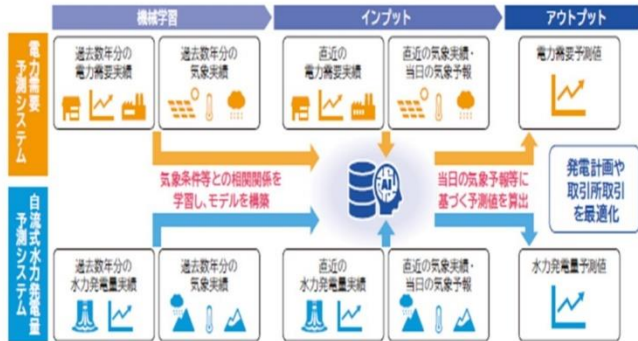 機械学習
インプット
アウトプット
電力需要
予測システム
過去数年分の
電力需要実績
過去数年分の
気象実績
直近の
電力需要実績
直近の気象実績・
当日の気象予報
電力需要予測値
気象条件等との相関関係を
学習し、モデルを構築
AI
当日の気象予報等に
基づく予測値を算出
発電計画や
取引所取引
を最適化
自流式水力発電量
予測システム
過去数年分の
水力発電量実績
過去数年分の
気象実績
直近の
水力発電量実績
直近の気象実績・
当日の気象予報
水力発電量予測値